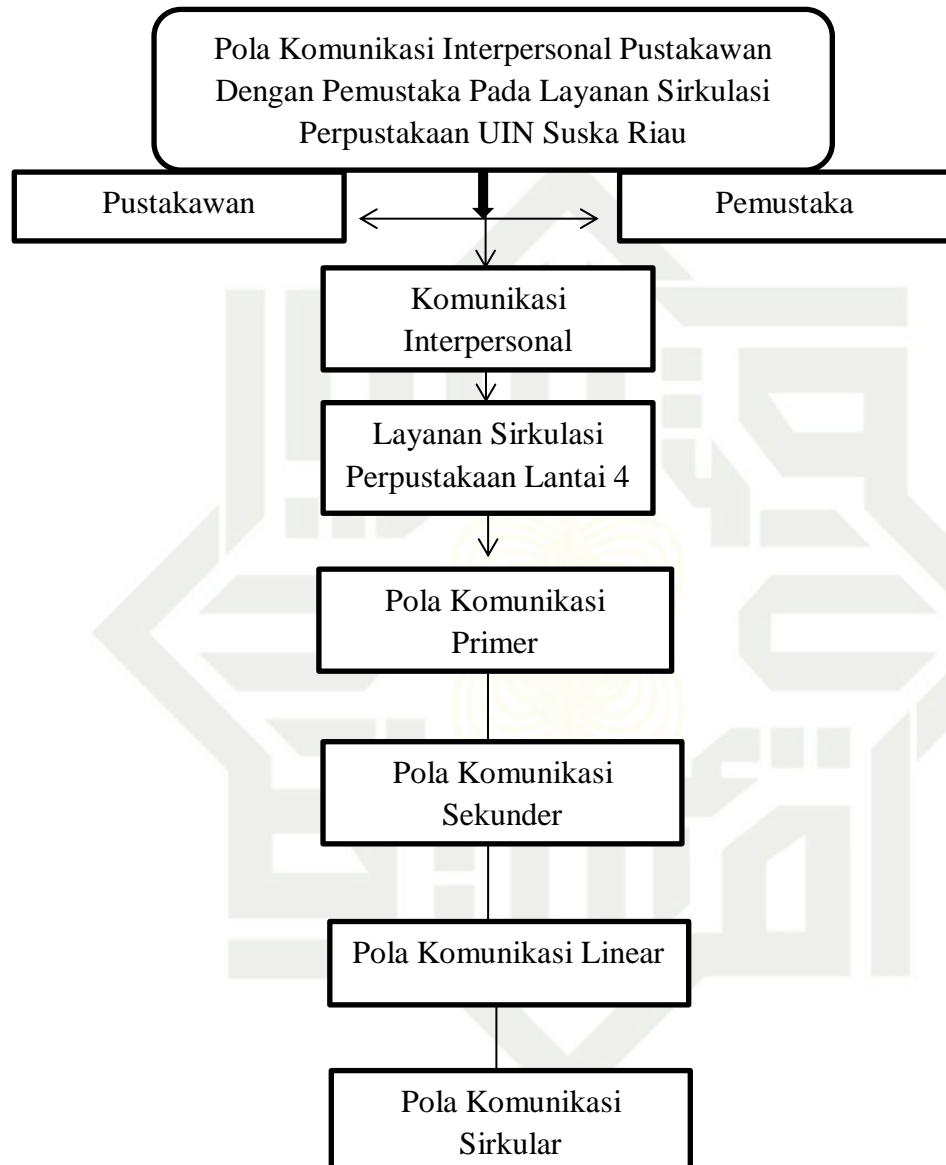 Pola Komunikasi Interpersonal Pustakawan
Dengan Pemustaka Pada Layanan Sirkulasi
Perpustakaan UIN Suska Riau
Pustakawan
Pemustaka
Komunikasi
Interpersonal
Layanan Sirkulasi
Perpustakaan Lantai 4
Pola Komunikasi
Primer
Pola Komunikasi
Sekunder
Pola Komunikasi Linear
Pola Komunikasi
Sirkular